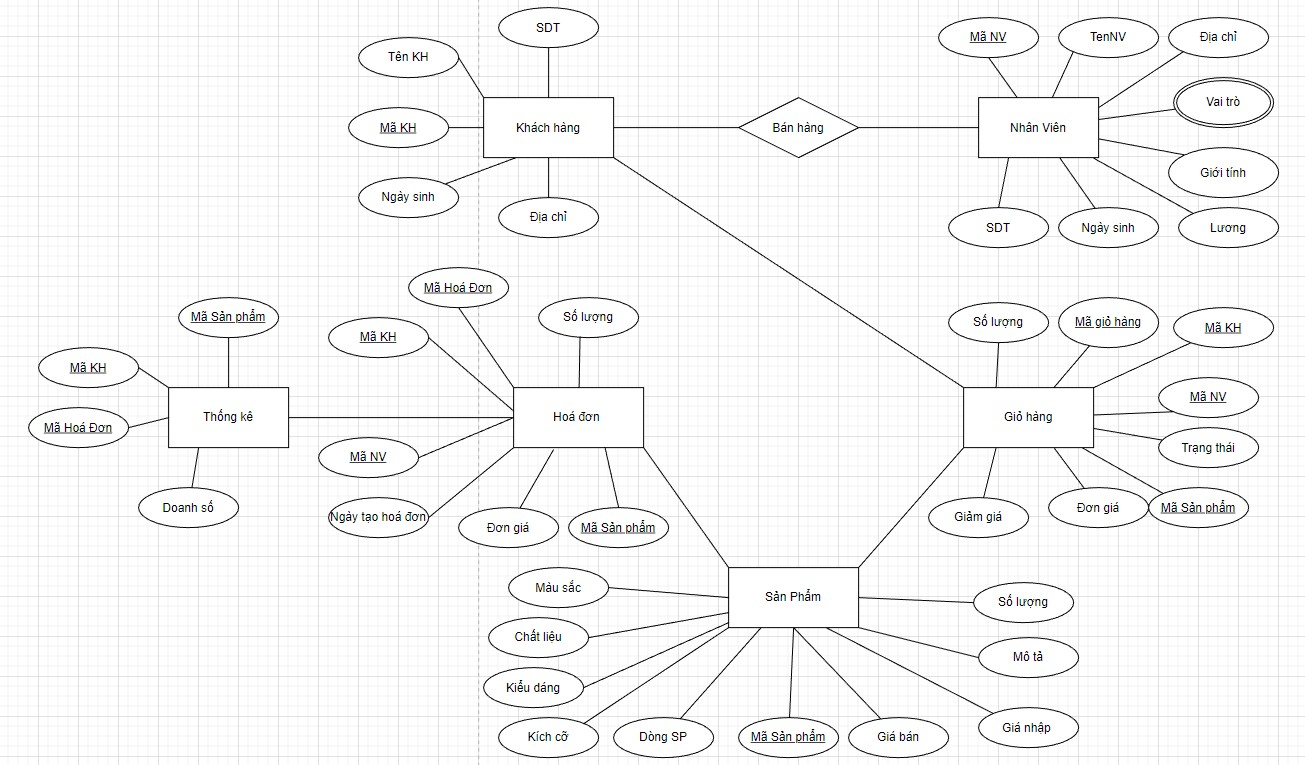 SDT
Tên KH
Mã KH
Khách hàng
Ngày sinh
Địa chỉ
Bán hàng
Mã NV
TenNV
Địa chỉ
Vai trò
Nhân Viên
Giới tính
SDT
Ngày sinh
Lương
Mã Sản phẩm
Mã KH
Thống kê
Mã Hoá Đơn
Doanh số
Mã Hoá Đơn
Số lượng
Mã KH
Hoá đơn
Mã NV
Ngày tạo hoá đơn
Đơn giá
Mã Sản phẩm
Số lượng
Mã giỏ hàng
Mã KH
Mã NV
Giỏ hàng
Trạng thái
Giảm giá
Đơn giá
Mã Sản phẩm
Màu sắc
Sản Phẩm
Số lượng
Chất liệu
Mô tả
Kiểu dáng
Kích cỡ
Dòng SP
Mã Sản phẩm
Giá bán
Giá nhập